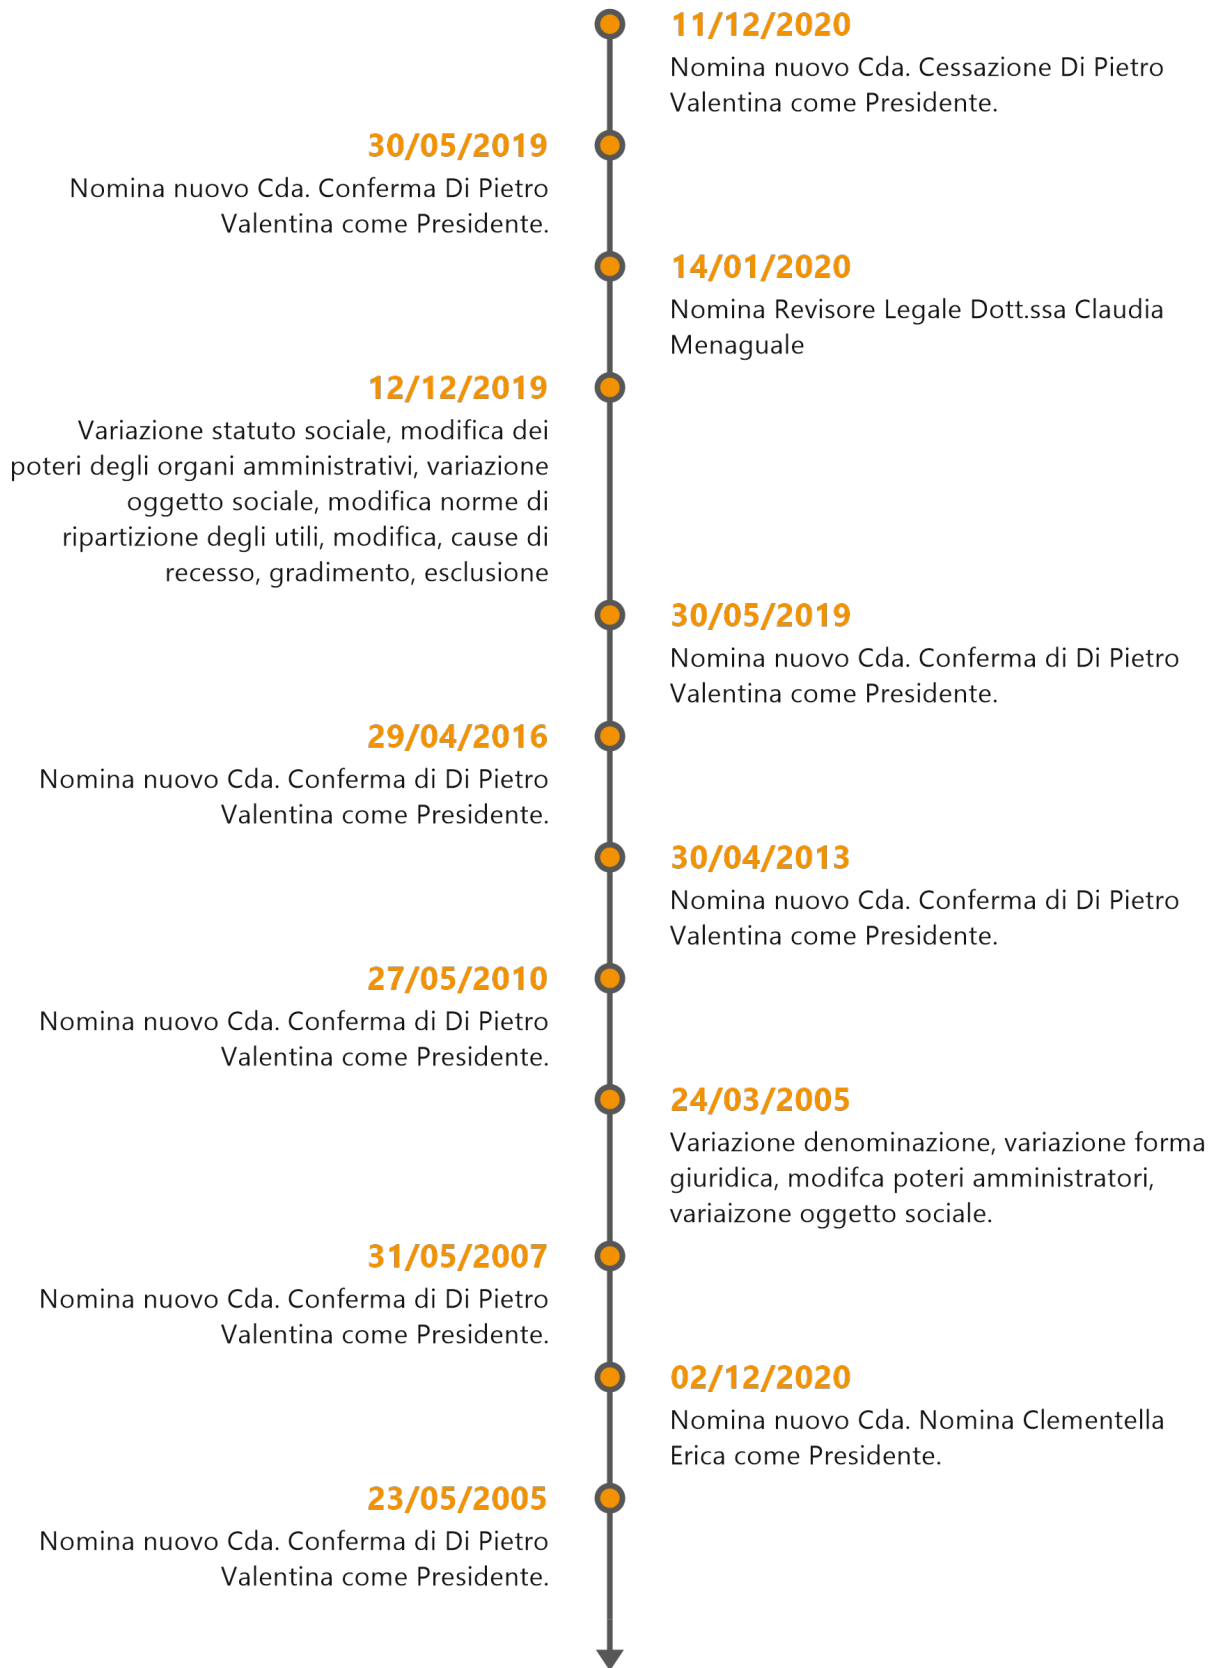 11/12/2020
Nomina nuovo Cda. Cessazione Di Pietro
Valentina come Presidente.
30/05/2019
Nomina nuovo Cda. Conferma Di Pietro
Valentina come Presidente.
14/01/2020
Nomina Revisore Legale Dott.ssa Claudia
Menaguale
12/12/2019
Variazione statuto sociale, modifica dei
poteri degli organi amministrativi, variazione
oggetto sociale, modifica norme di
ripartizione degli utili, modifica, cause di
recesso, gradimento, esclusione
30/05/2019
Nomina nuovo Cda. Conferma di Di Pietro
Valentina come Presidente.
29/04/2016
Nomina nuovo Cda. Conferma di Di Pietro
Valentina come Presidente.
30/04/2013
Nomina nuovo Cda. Conferma di Di Pietro
Valentina come Presidente.
27/05/2010
Nomina nuovo Cda. Conferma di Di Pietro
Valentina come Presidente.
24/03/2005
Variazione denominazione, variazione forma
giuridica, modifca poteri amministratori,
variaizone oggetto sociale.
31/05/2007
Nomina nuovo Cda. Conferma di Di Pietro
Valentina come Presidente.
02/12/2020
Nomina nuovo Cda. Nomina Clementella
Erica come Presidente.
23/05/2005
Nomina nuovo Cda. Conferma di Di Pietro
Valentina come Presidente.